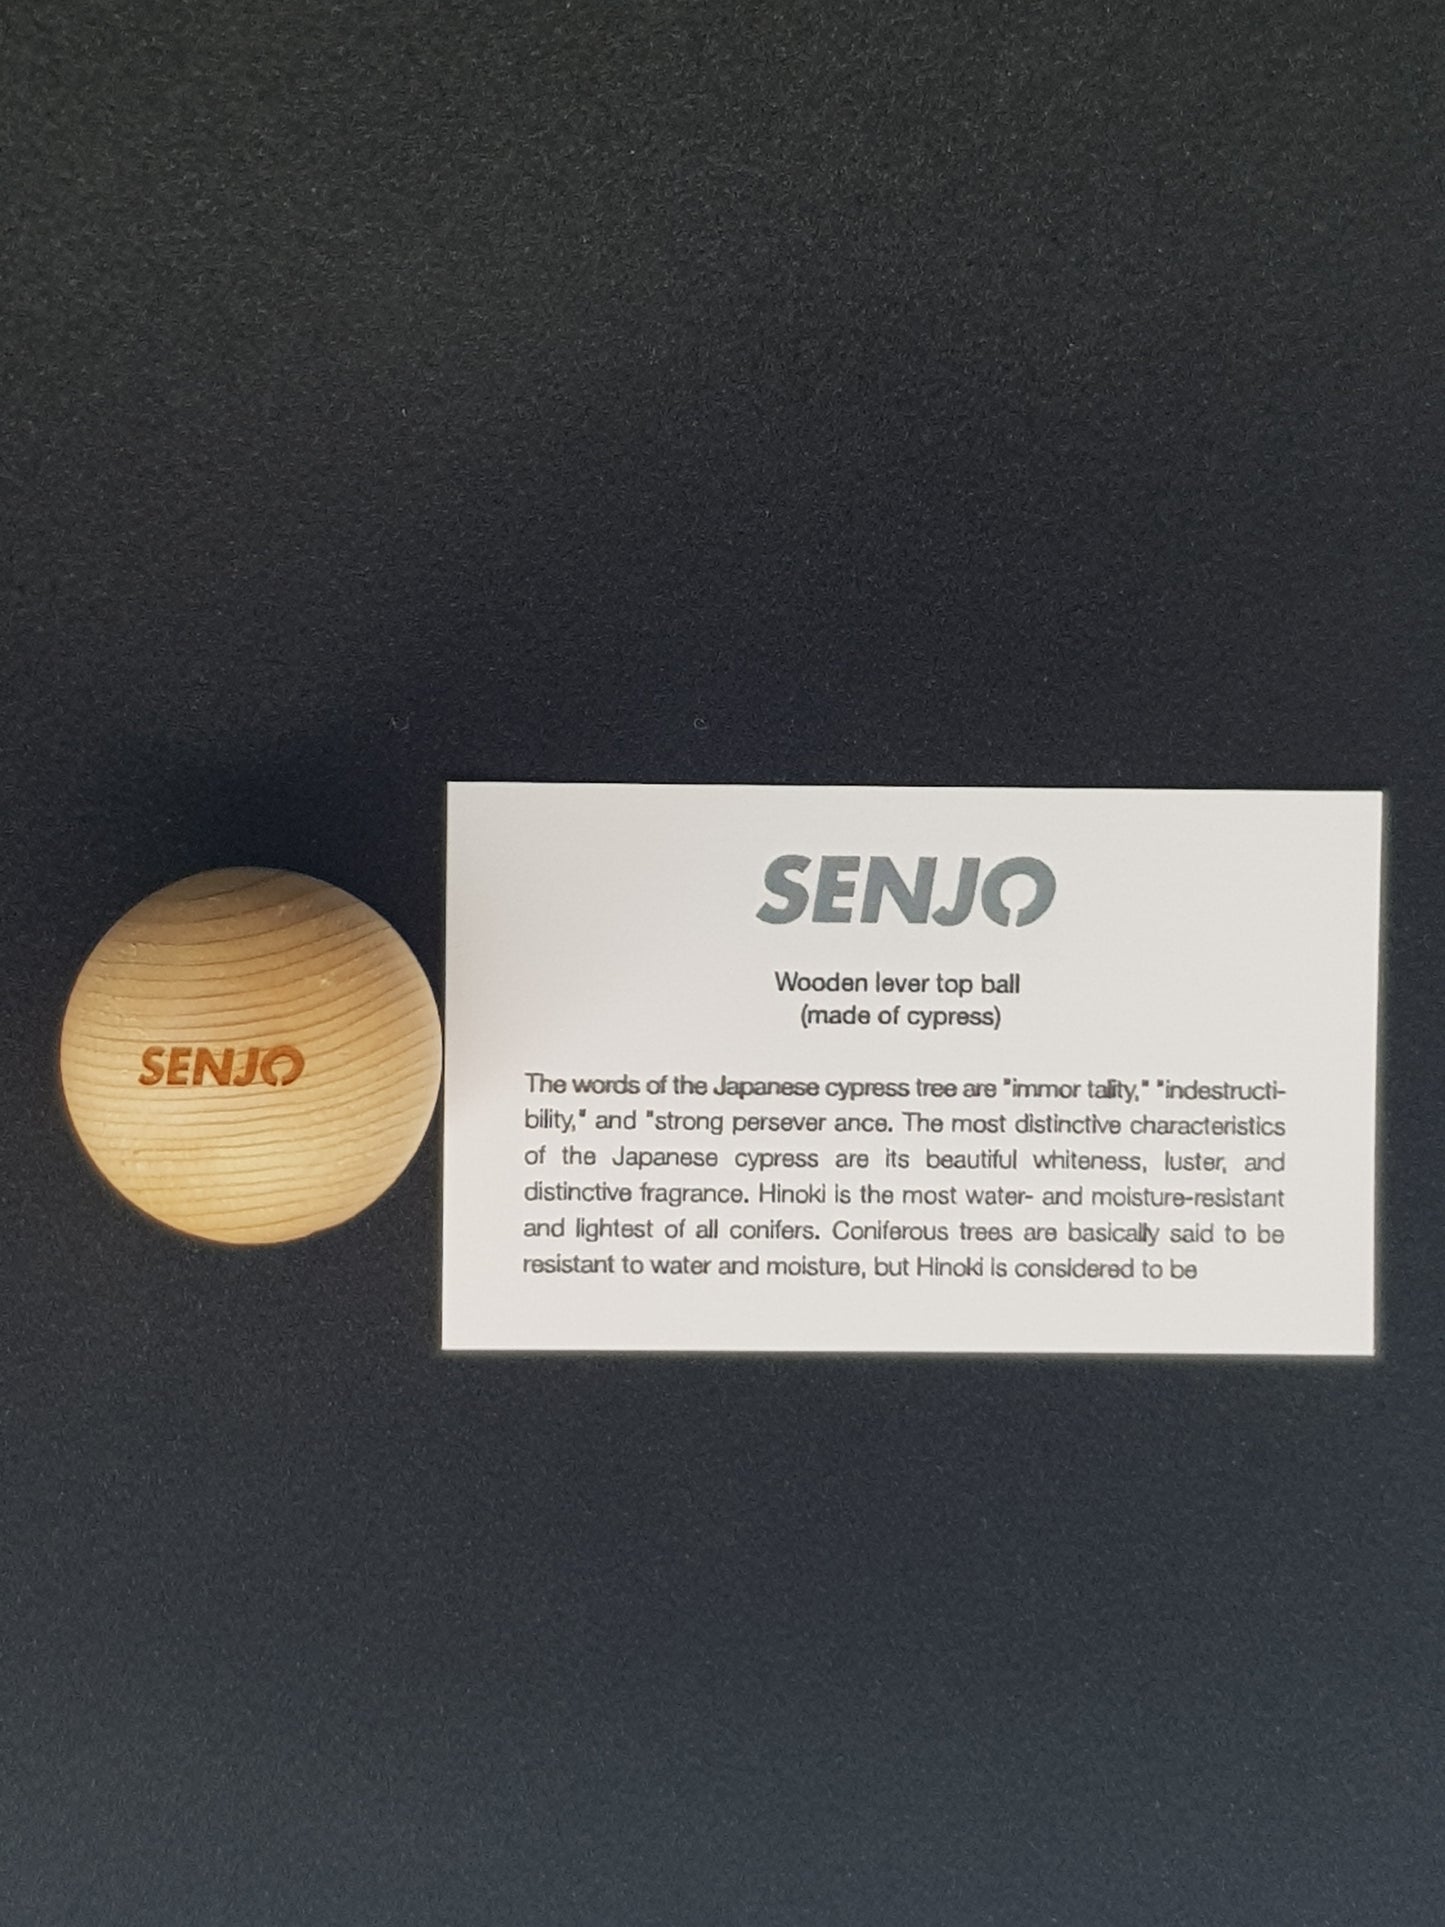 SENJO
SENJO
Wooden lever top ball
(made of cypress)
The words of the Japanese cypress tree are "immor tality," "indestructi-
bility," and "strong persever ance. The most distinctive characteristics
of the Japanese cypress are its beautiful whiteness, luster, and
distinctive fragrance. Hinoki is the most water- and moisture-resistant
and lightest of all conifers. Coniferous trees are basically said to be
resistant to water and moisture, but Hinoki is considered to be